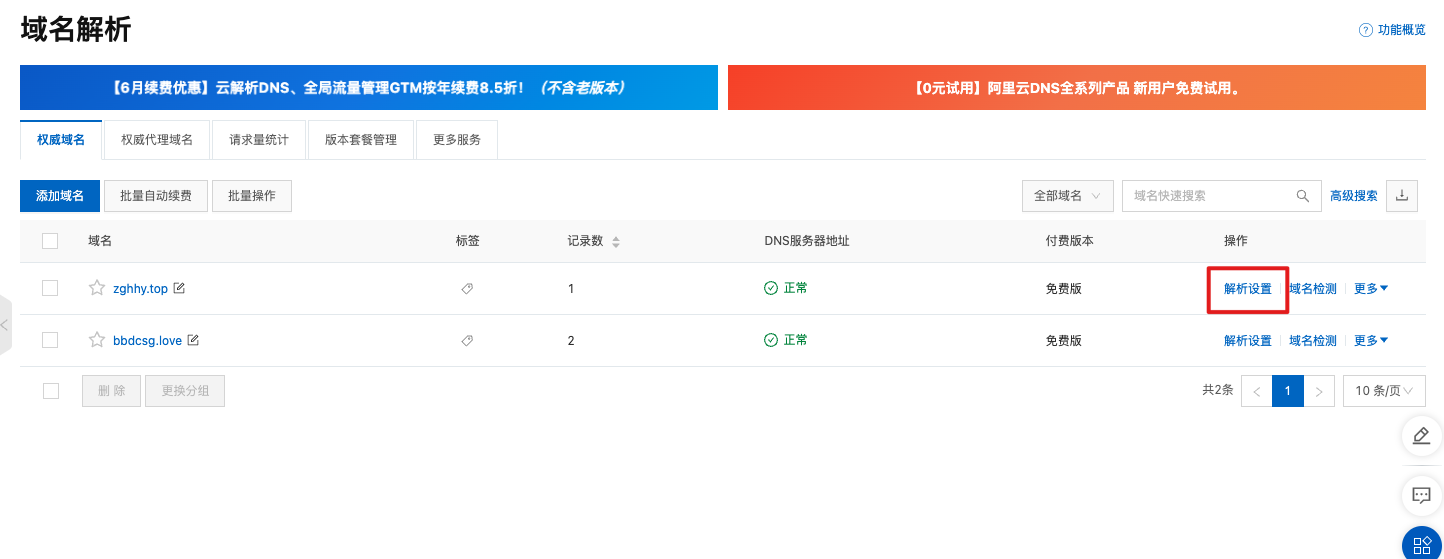 域名解析
功能概览
【6月续费优惠】云解析DNS、全局流量管理GTM按年续费8.5折！（不含老版本）
【0元试用】阿里云DNS全系列产品 新用户免费试用。
权威域名 权威代理域名 请求量统计 版本套餐管理 更多服务
添加域名 批量自动续费 批量操作 全部域名 域名快速搜索 高级搜索
域名 标签 记录数 DNS服务器地址 付费版本 操作
zghhy.top 1 正常 免费版 解析设置 域名检测 更多
bbdcsg.love 2 正常 免费版 解析设置 域名检测 更多
删 除 更换分组 共2条 1 10 条/页